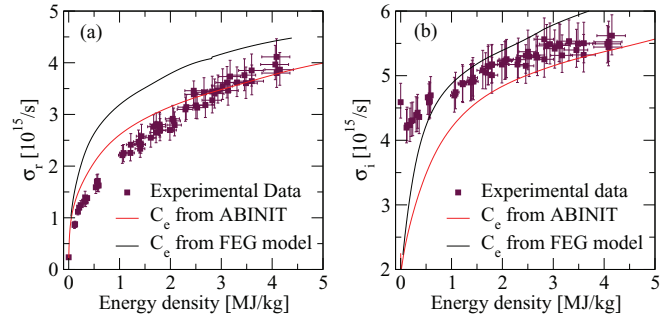 (a)
σr [10^15/s]
5
4
3
2
1
0
Experimental Data
Ce from ABINIT
Ce from FEG model
0 1 2 3 4 5
Energy density [MJ/kg]
(b)
σi [10^15/s]
6
5
4
3
2
Experimental data
Ce from ABINIT
Ce from FEG model
0 1 2 3 4 5
Energy density [MJ/kg]